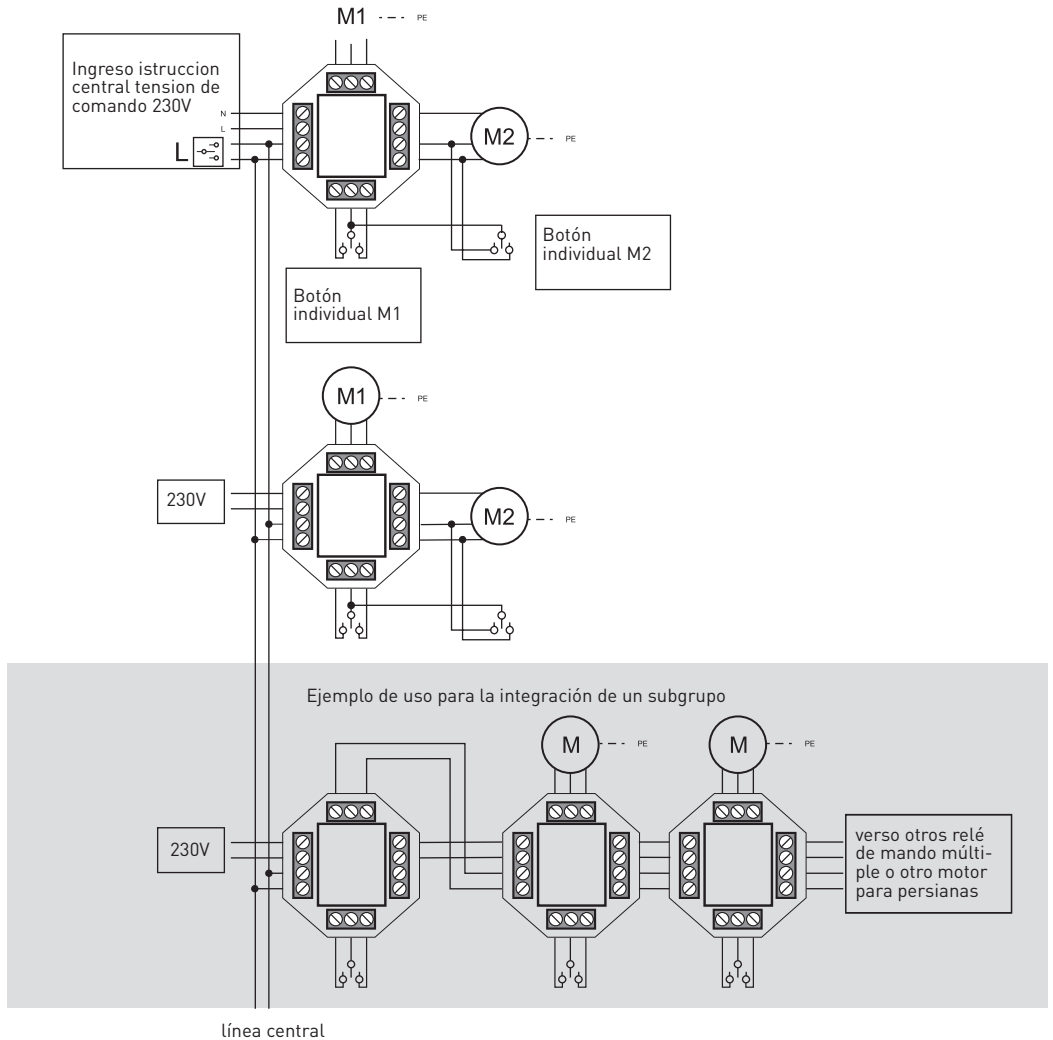 M1
PE
Ingreso istruccion
central tension de
comando 230V
N
L
L
M2
PE
Botón
individual M2
Botón
individual M1
M1
PE
230V
M2
PE
Ejemplo de uso para la integración de un subgrupo
M
PE
M
PE
230V
verso otros relé
de mando múlti-
ple o otro motor
para persianas
línea central